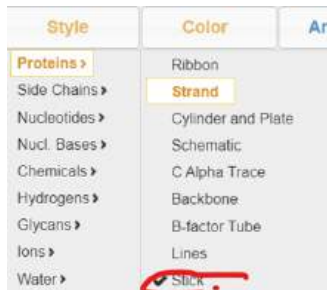 Style Color Ar
Proteins › Ribbon
Side Chains › Strand
Nucleotides › Cylinder and Plate
Nucl. Bases › Schematic
Chemicals › C Alpha Trace
Hydrogens › Backbone
Glycans › B-factor Tube
Ions › Lines
Water › ✔ Stick